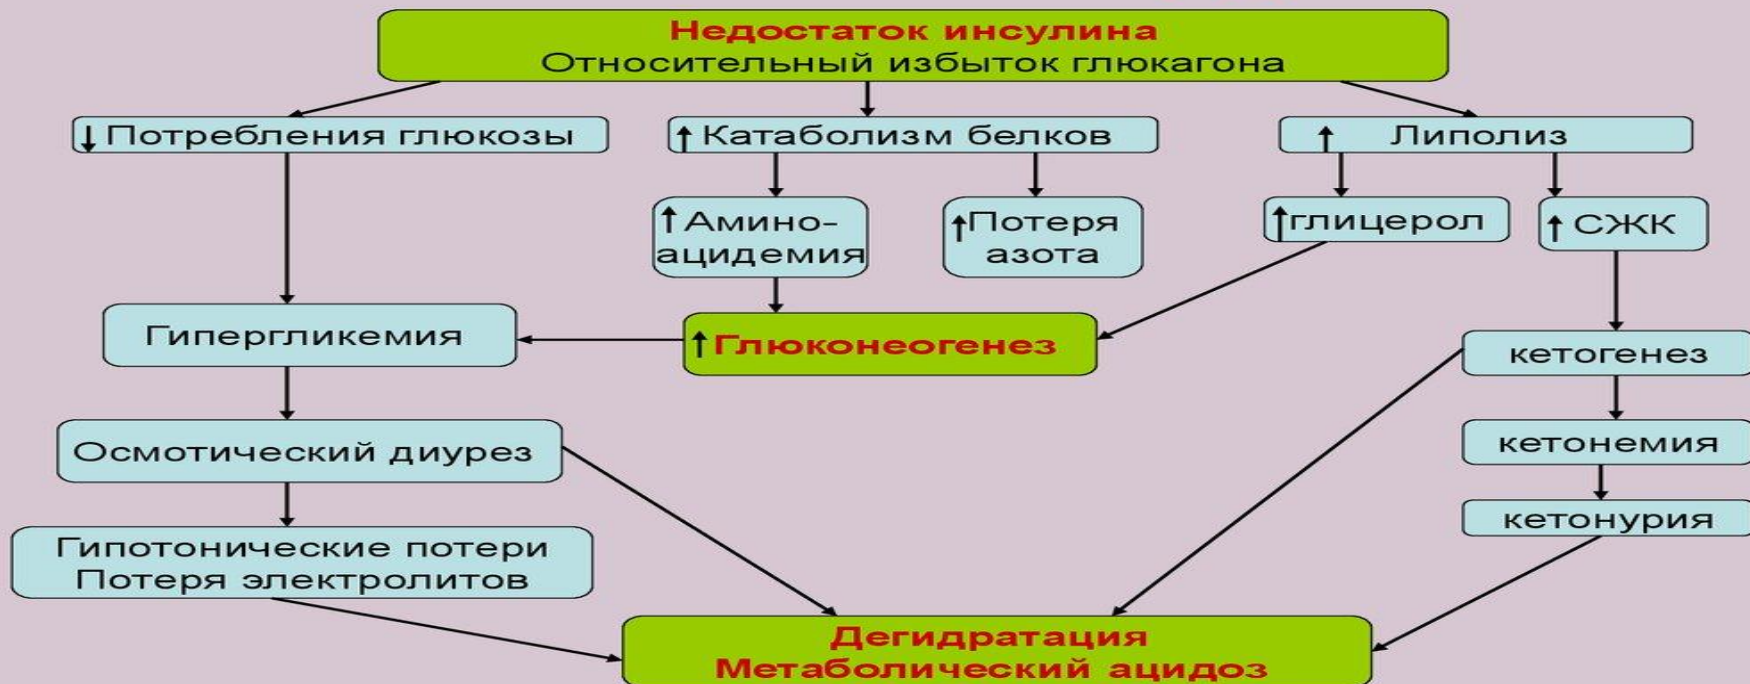 Недостаток инсулина
Относительный избыток глюкагона
↓ Потребления глюкозы
↑ Катаболизм белков
↑ Липолиз
↑ Амино-
ацидемия
↑ Потеря
азота
↑ глицерол
↑ СЖК
Гипергликемия
↑ Глюконеогенез
кетогенез
Осмотический диурез
кетонемия
кетонурия
Гипотонические потери
Потеря электролитов
Дегидратация
Метаболический ацидоз